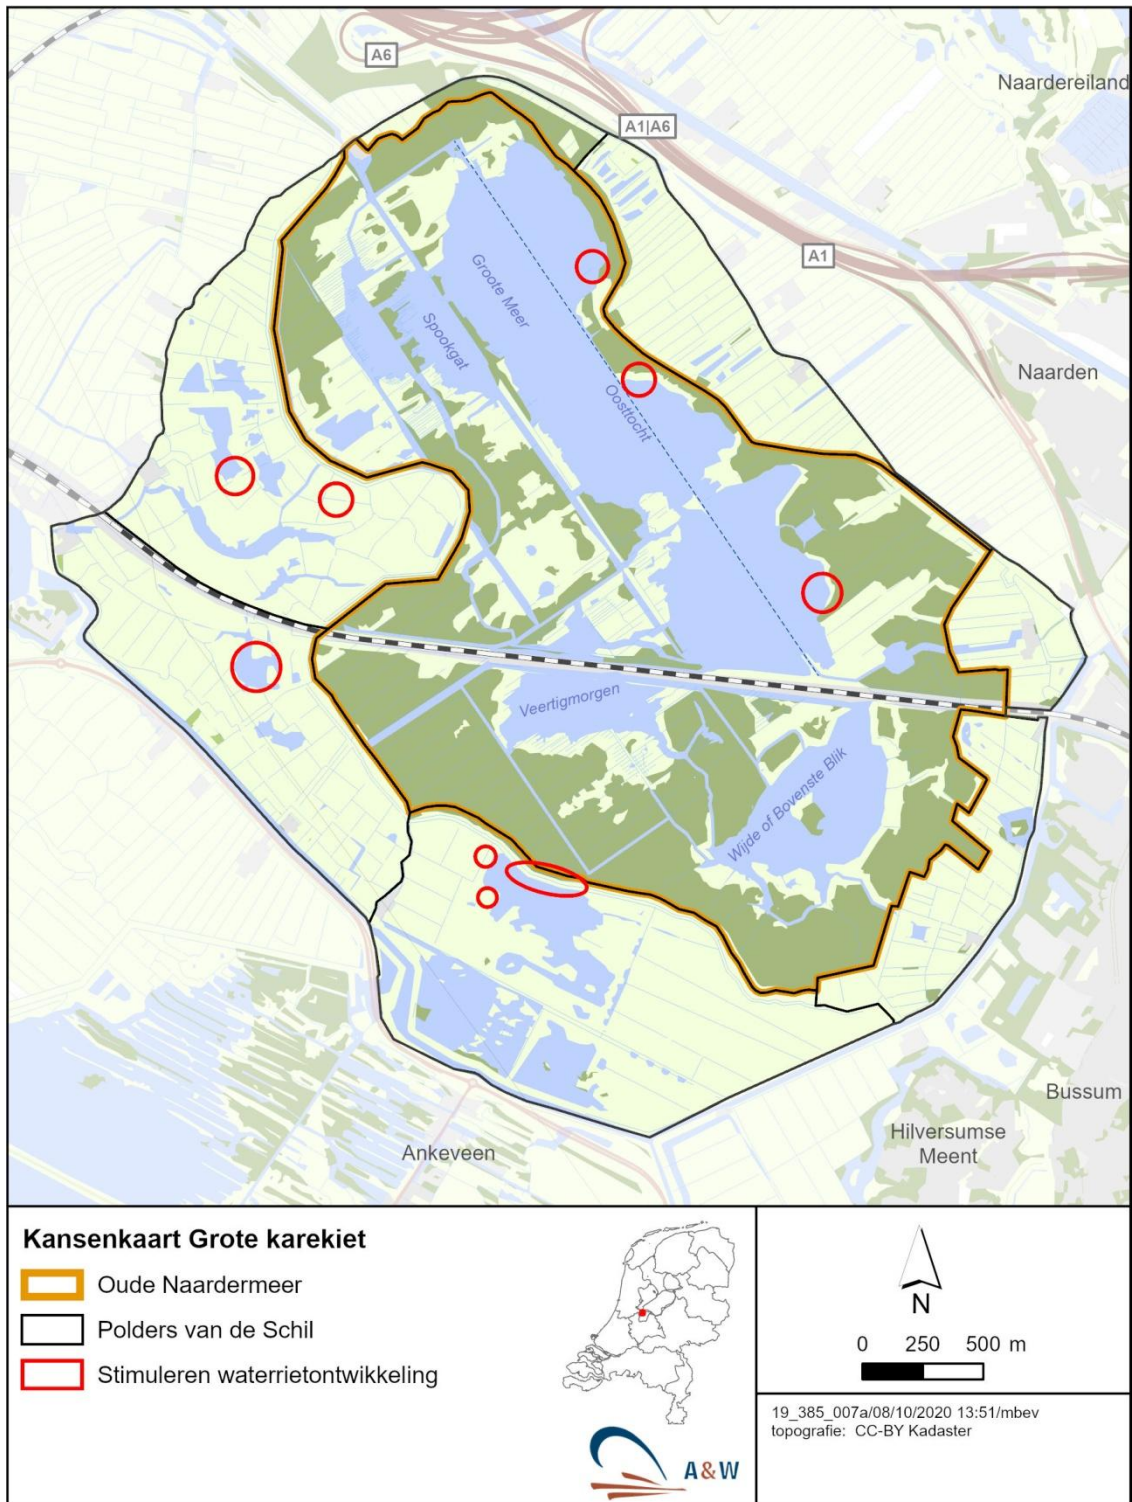 A6
Naardereiland
A1|A6
A1
Groote Meer
Spookgat
Naarden
Oosttocht
Veertigmorgen
Wijde of Bovenste Blik
Bussum
Hilversumse
Meent
Ankeveen
Kansenkaart Grote karekiet
Oude Naardermeer
Polders van de Schil
Stimuleren waterrietontwikkeling
A&W
N
0 250 500 m
19_385_007a/08/10/2020 13:51/mbev
topografie: CC-BY Kadaster